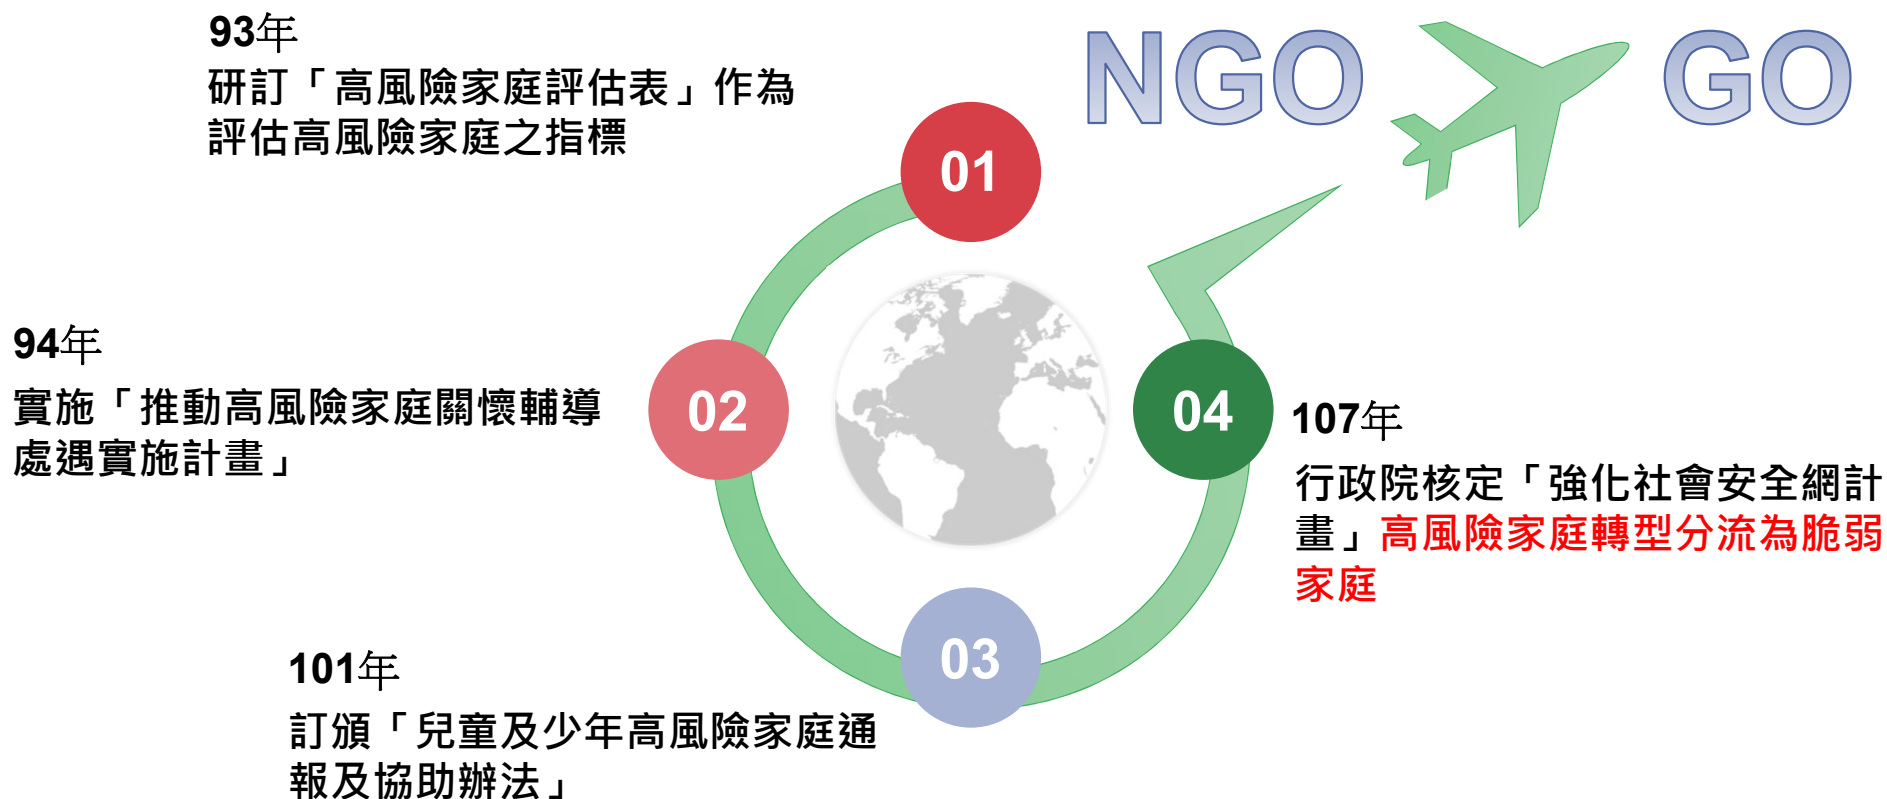 93年
研訂「高風險家庭評估表」作為
評估高風險家庭之指標
NGO GO
01
94年
實施「推動高風險家庭關懷輔導
處遇實施計畫」
02
04
107年
行政院核定「強化社會安全網計
畫」高風險家庭轉型分流為脆弱
家庭
03
101年
訂頒「兒童及少年高風險家庭通
報及協助辦法」